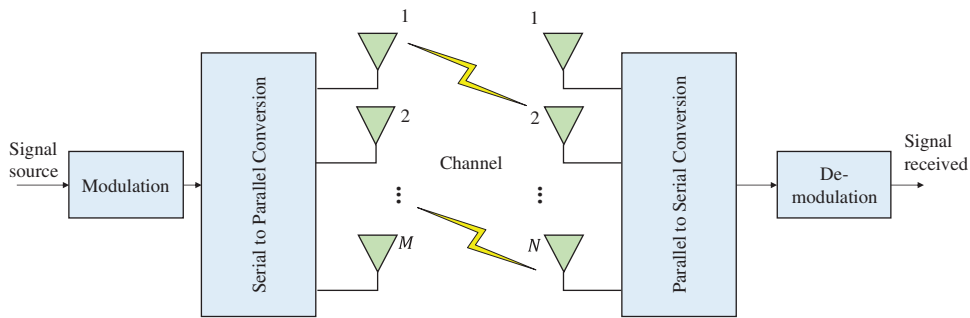 Signal
source
Modulation
Serial to Parallel Conversion
1
2
M
Channel
1
2
N
Parallel to Serial Conversion
De-
modulation
Signal
received